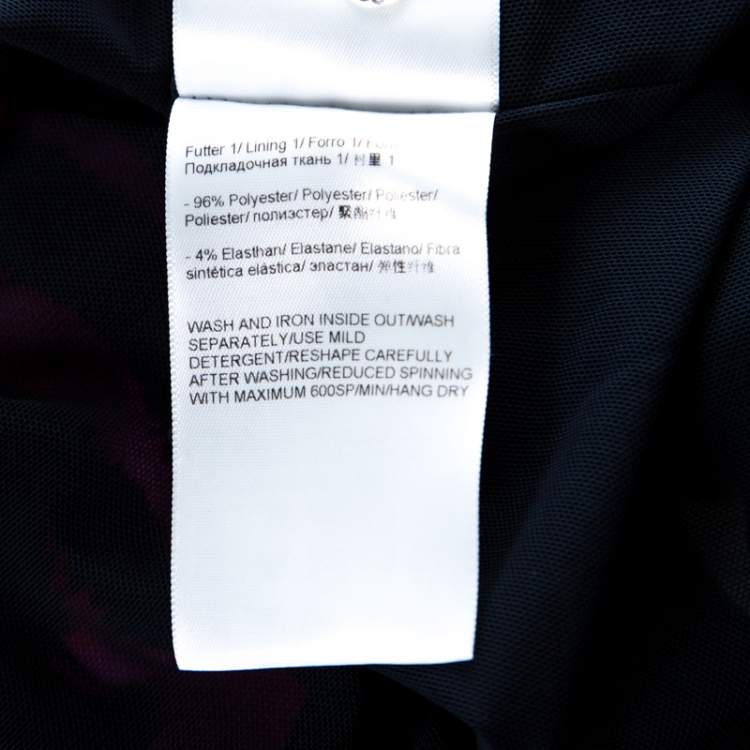 Futter 1/ Lining 1/ Forro 1/
Подкладочная ткань 1/ 衬里 1
- 96% Polyester/ Polyester/ Poliester/
Poliester/ полиэстер/ 聚酯纤维
- 4% Elasthan/ Elastane/ Elastano/ Fibra
sintética elástica/ эластан/ 弹性纤维
WASH AND IRON INSIDE OUT/WASH
SEPARATELY/USE MILD
DETERGENT/RESHAPE CAREFULLY
AFTER WASHING/REDUCED SPINNING
WITH MAXIMUM 600SP/MIN/HANG DRY